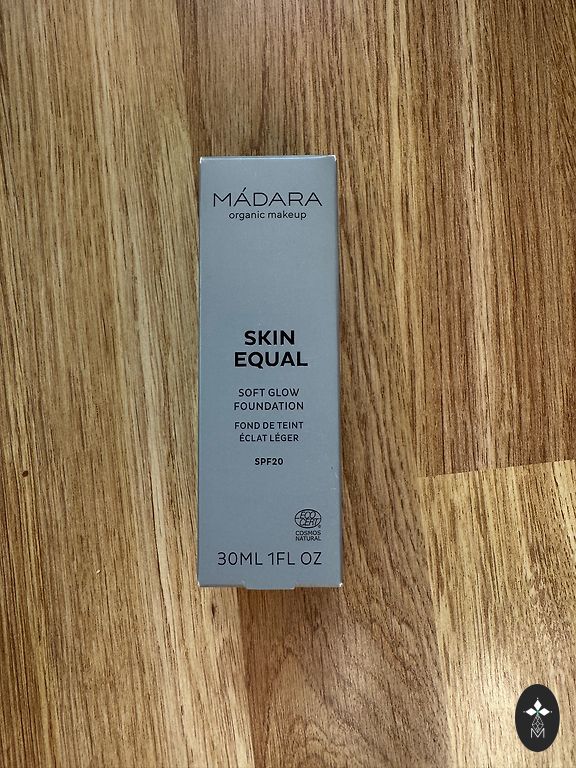 MÁDARA
organic makeup
SKIN
EQUAL
SOFT GLOW
FOUNDATION
FOND DE TEINT
ÉCLAT LÉGER
SPF20
ECO
CERT
COSMOS
NATURAL
30ML 1FL OZ
M